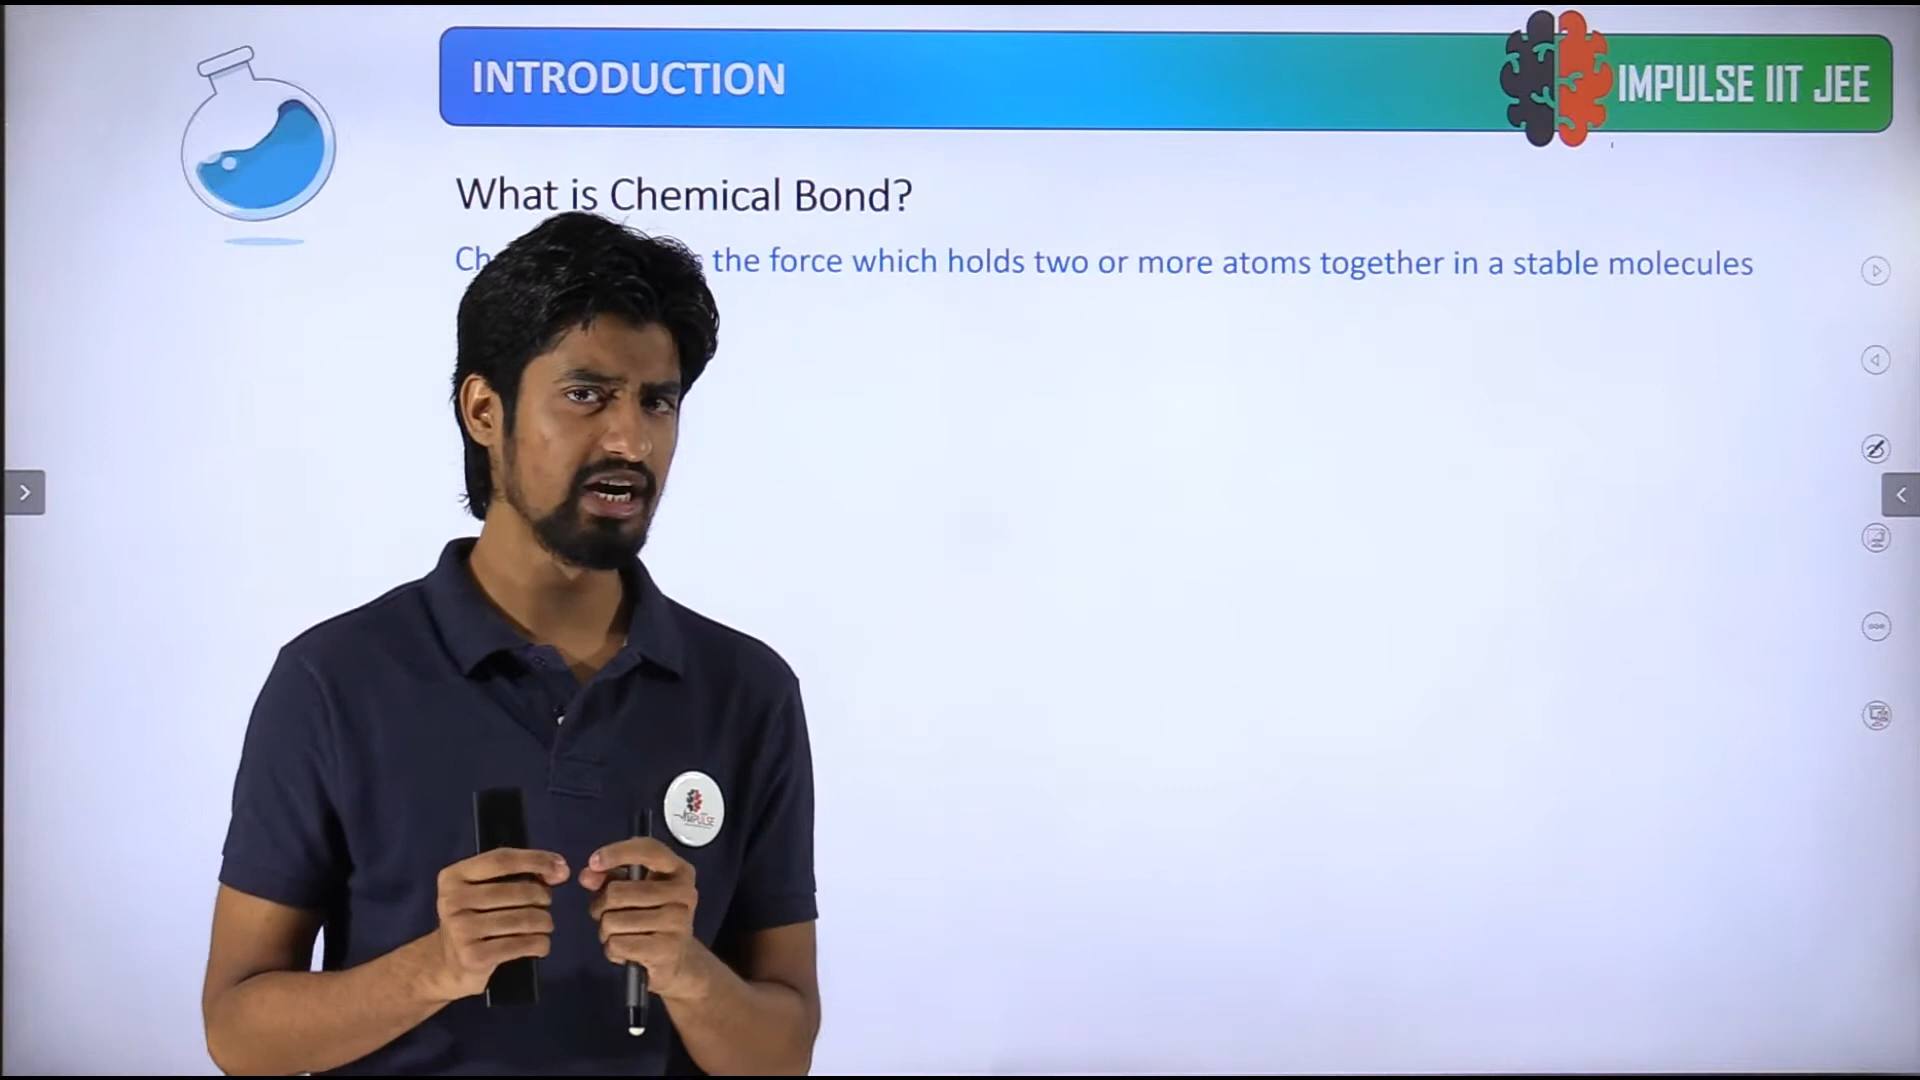 INTRODUCTION
IMPULSE IIT JEE
What is Chemical Bond?
Ch the force which holds two or more atoms together in a stable molecules
IMPULSE